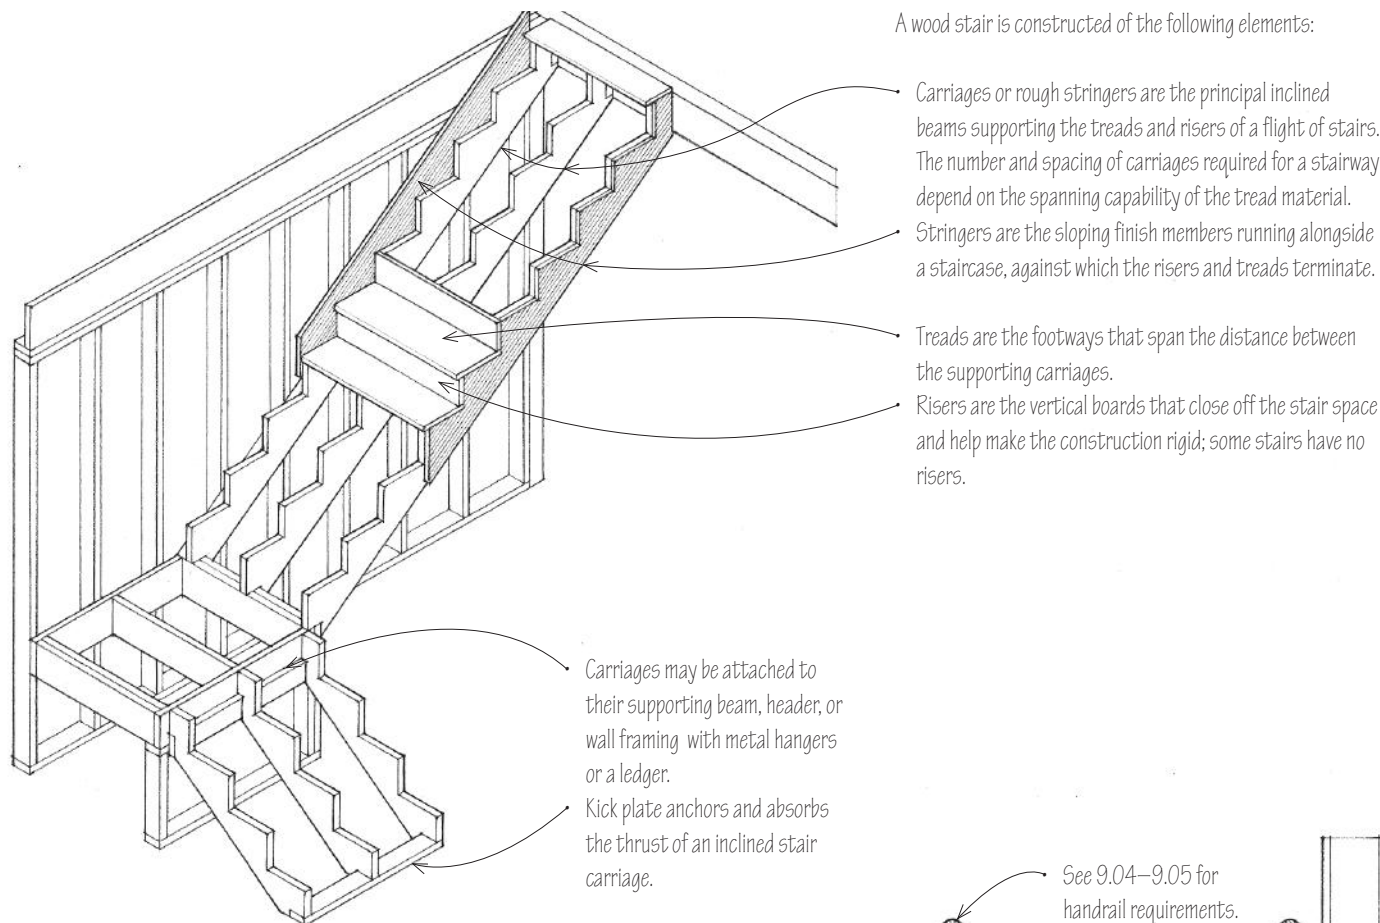 A wood stair is constructed of the following elements:
• Carriages or rough stringers are the principal inclined
beams supporting the treads and risers of a flight of stairs.
The number and spacing of carriages required for a stairway
depend on the spanning capability of the tread material.
• Stringers are the sloping finish members running alongside
a staircase, against which the risers and treads terminate.
• Treads are the footways that span the distance between
the supporting carriages.
• Risers are the vertical boards that close off the stair space
and help make the construction rigid; some stairs have no
risers.
• Carriages may be attached to
their supporting beam, header, or
wall framing with metal hangers
or a ledger.
• Kick plate anchors and absorbs
the thrust of an inclined stair
carriage.
• See 9.04–9.05 for
handrail requirements.